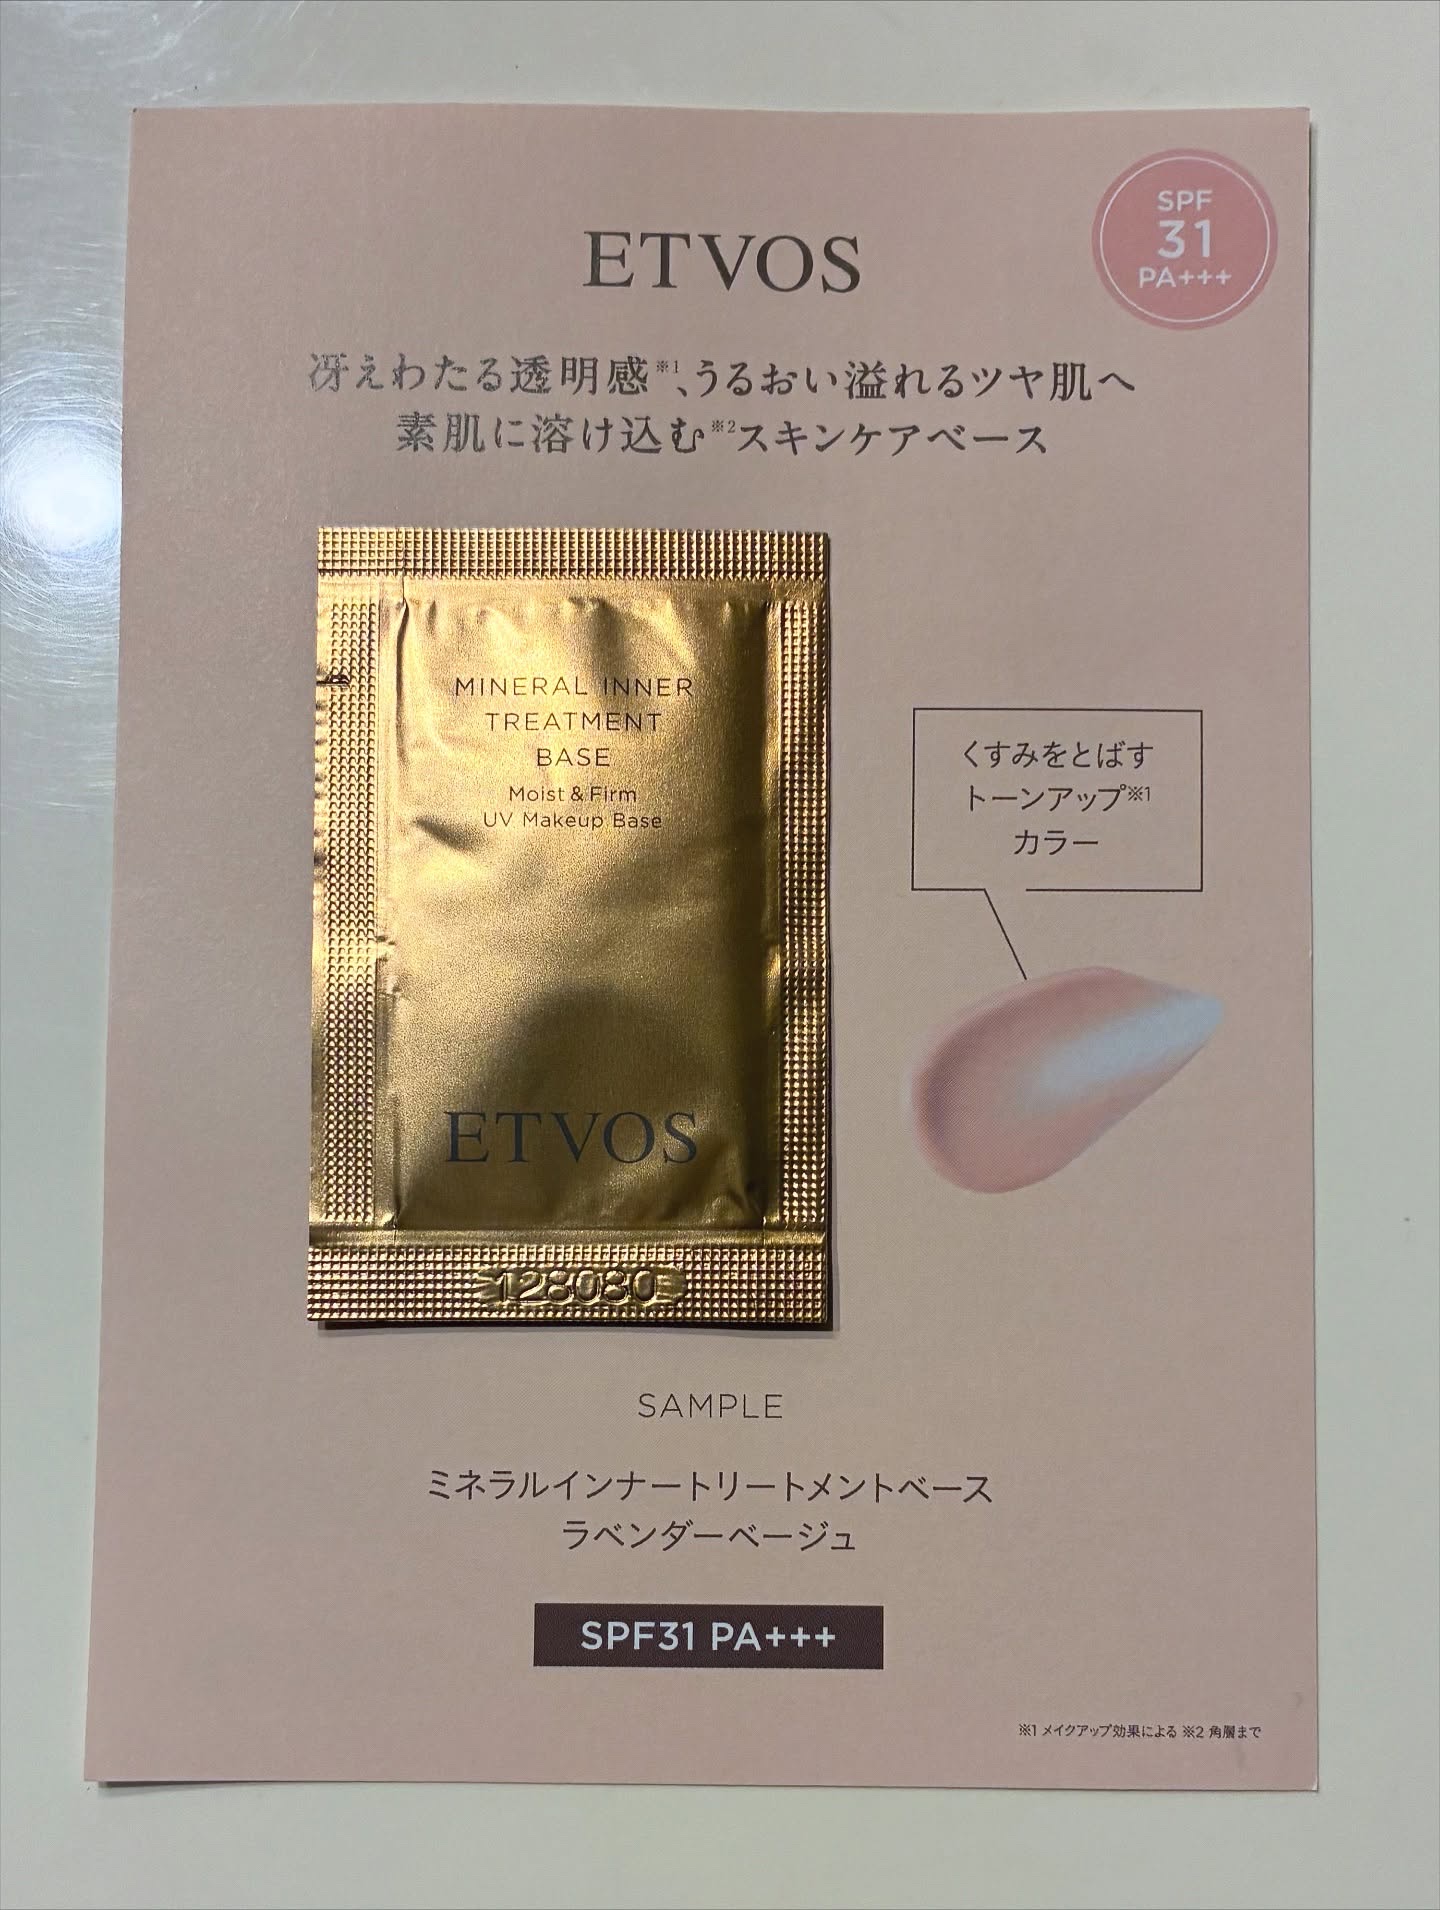 SPF
31
PA+++
ETVOS
冴えわたる透明感※1、うるおい溢れるツヤ肌へ
素肌に溶け込む※2スキンケアベース
MINERAL INNER
TREATMENT
BASE
Moist & Firm
UV Makeup Base
ETVOS
128080
くすみをとばす
トーンアップ※1
カラー
SAMPLE
ミネラルインナートリートメントベース
ラベンダーベージュ
SPF31 PA+++
※1 メイクアップ効果による ※2 角層まで